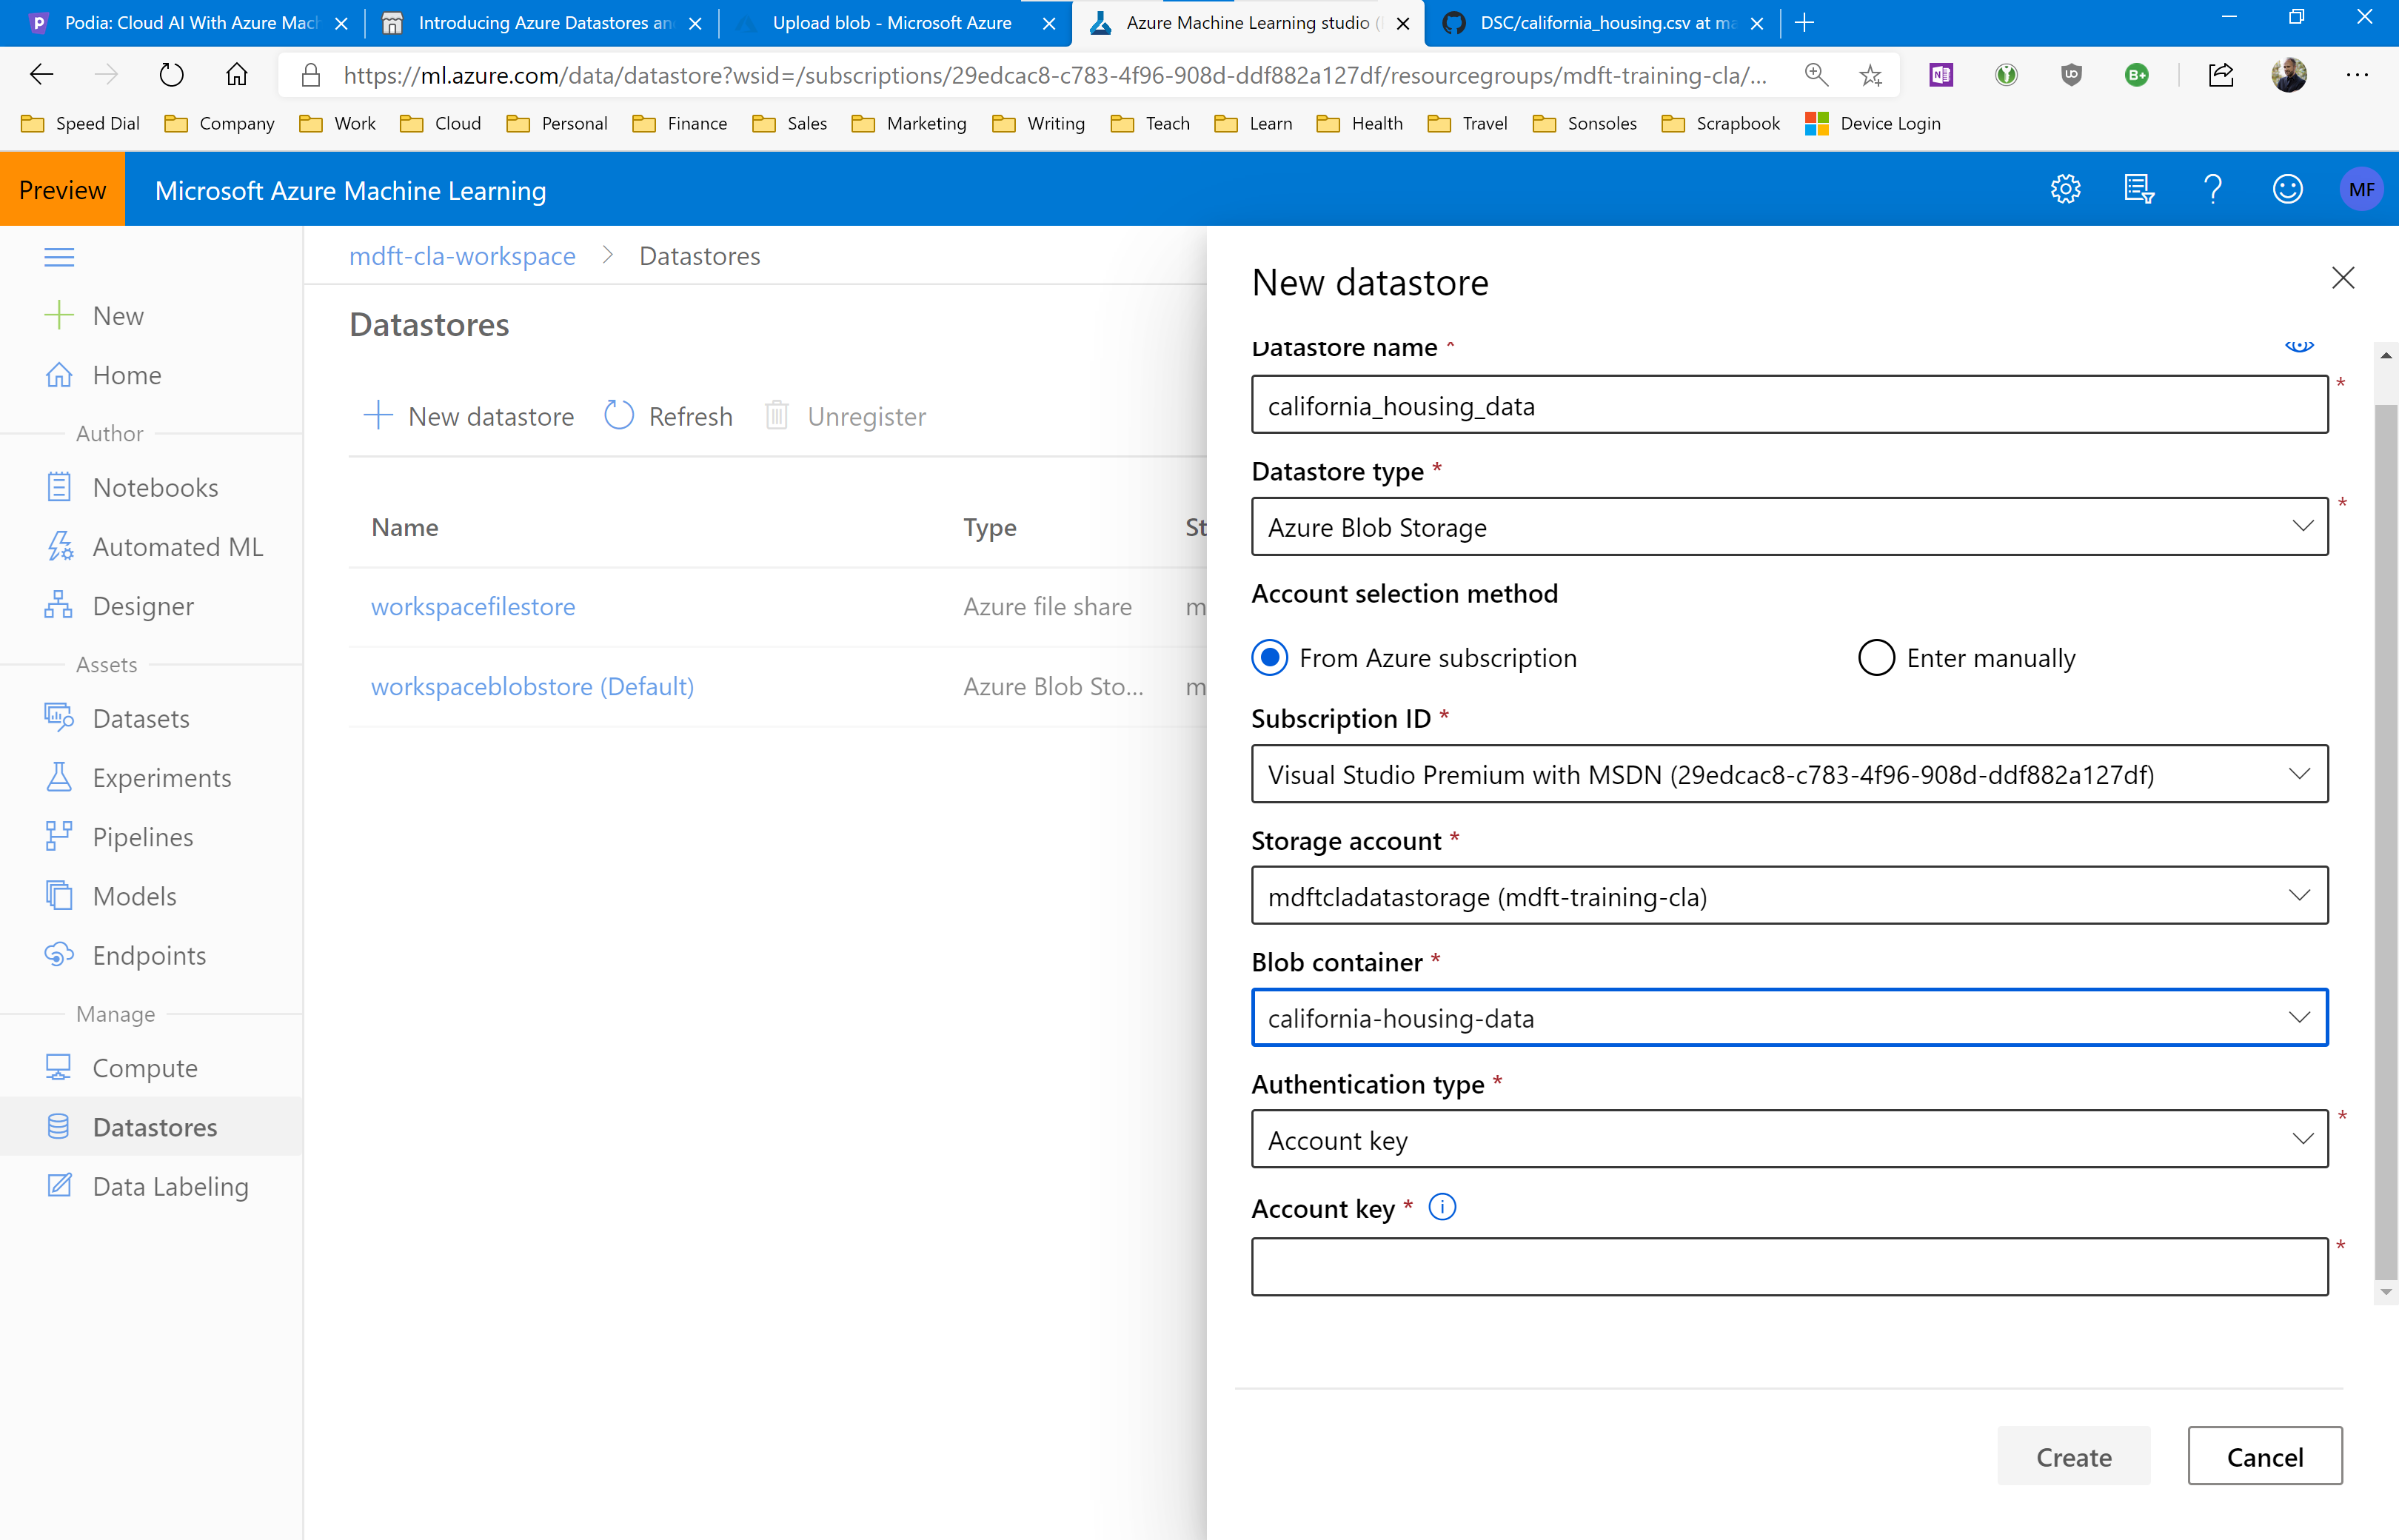 Podia: Cloud AI With Azure Mach
Introducing Azure Datastores an
Upload blob - Microsoft Azure
Azure Machine Learning studio (
DSC/california_housing.csv at ma
https://ml.azure.com/data/datastore?wsid=/subscriptions/29edcac8-c783-4f96-908d-ddf882a127df/resourcegroups/mdft-training-cla/...
Speed Dial
Company
Work
Cloud
Personal
Finance
Sales
Marketing
Writing
Teach
Learn
Health
Travel
Sonsoles
Scrapbook
Device Login
Preview
Microsoft Azure Machine Learning
MF
New
Home
Author
Notebooks
Automated ML
Designer
Assets
Datasets
Experiments
Pipelines
Models
Endpoints
Manage
Compute
Datastores
Data Labeling
mdft-cla-workspace > Datastores
Datastores
New datastore
Refresh
Unregister
Name Type St
workspacefilestore Azure file share m
workspaceblobstore (Default) Azure Blob Sto... m
New datastore
Datastore name *
california_housing_data *
Datastore type *
Azure Blob Storage *
Account selection method
From Azure subscription
Enter manually
Subscription ID *
Visual Studio Premium with MSDN (29edcac8-c783-4f96-908d-ddf882a127df)
Storage account *
mdftcladatastorage (mdft-training-cla)
Blob container *
california-housing-data
Authentication type *
Account key *
Account key * i
*
Create
Cancel